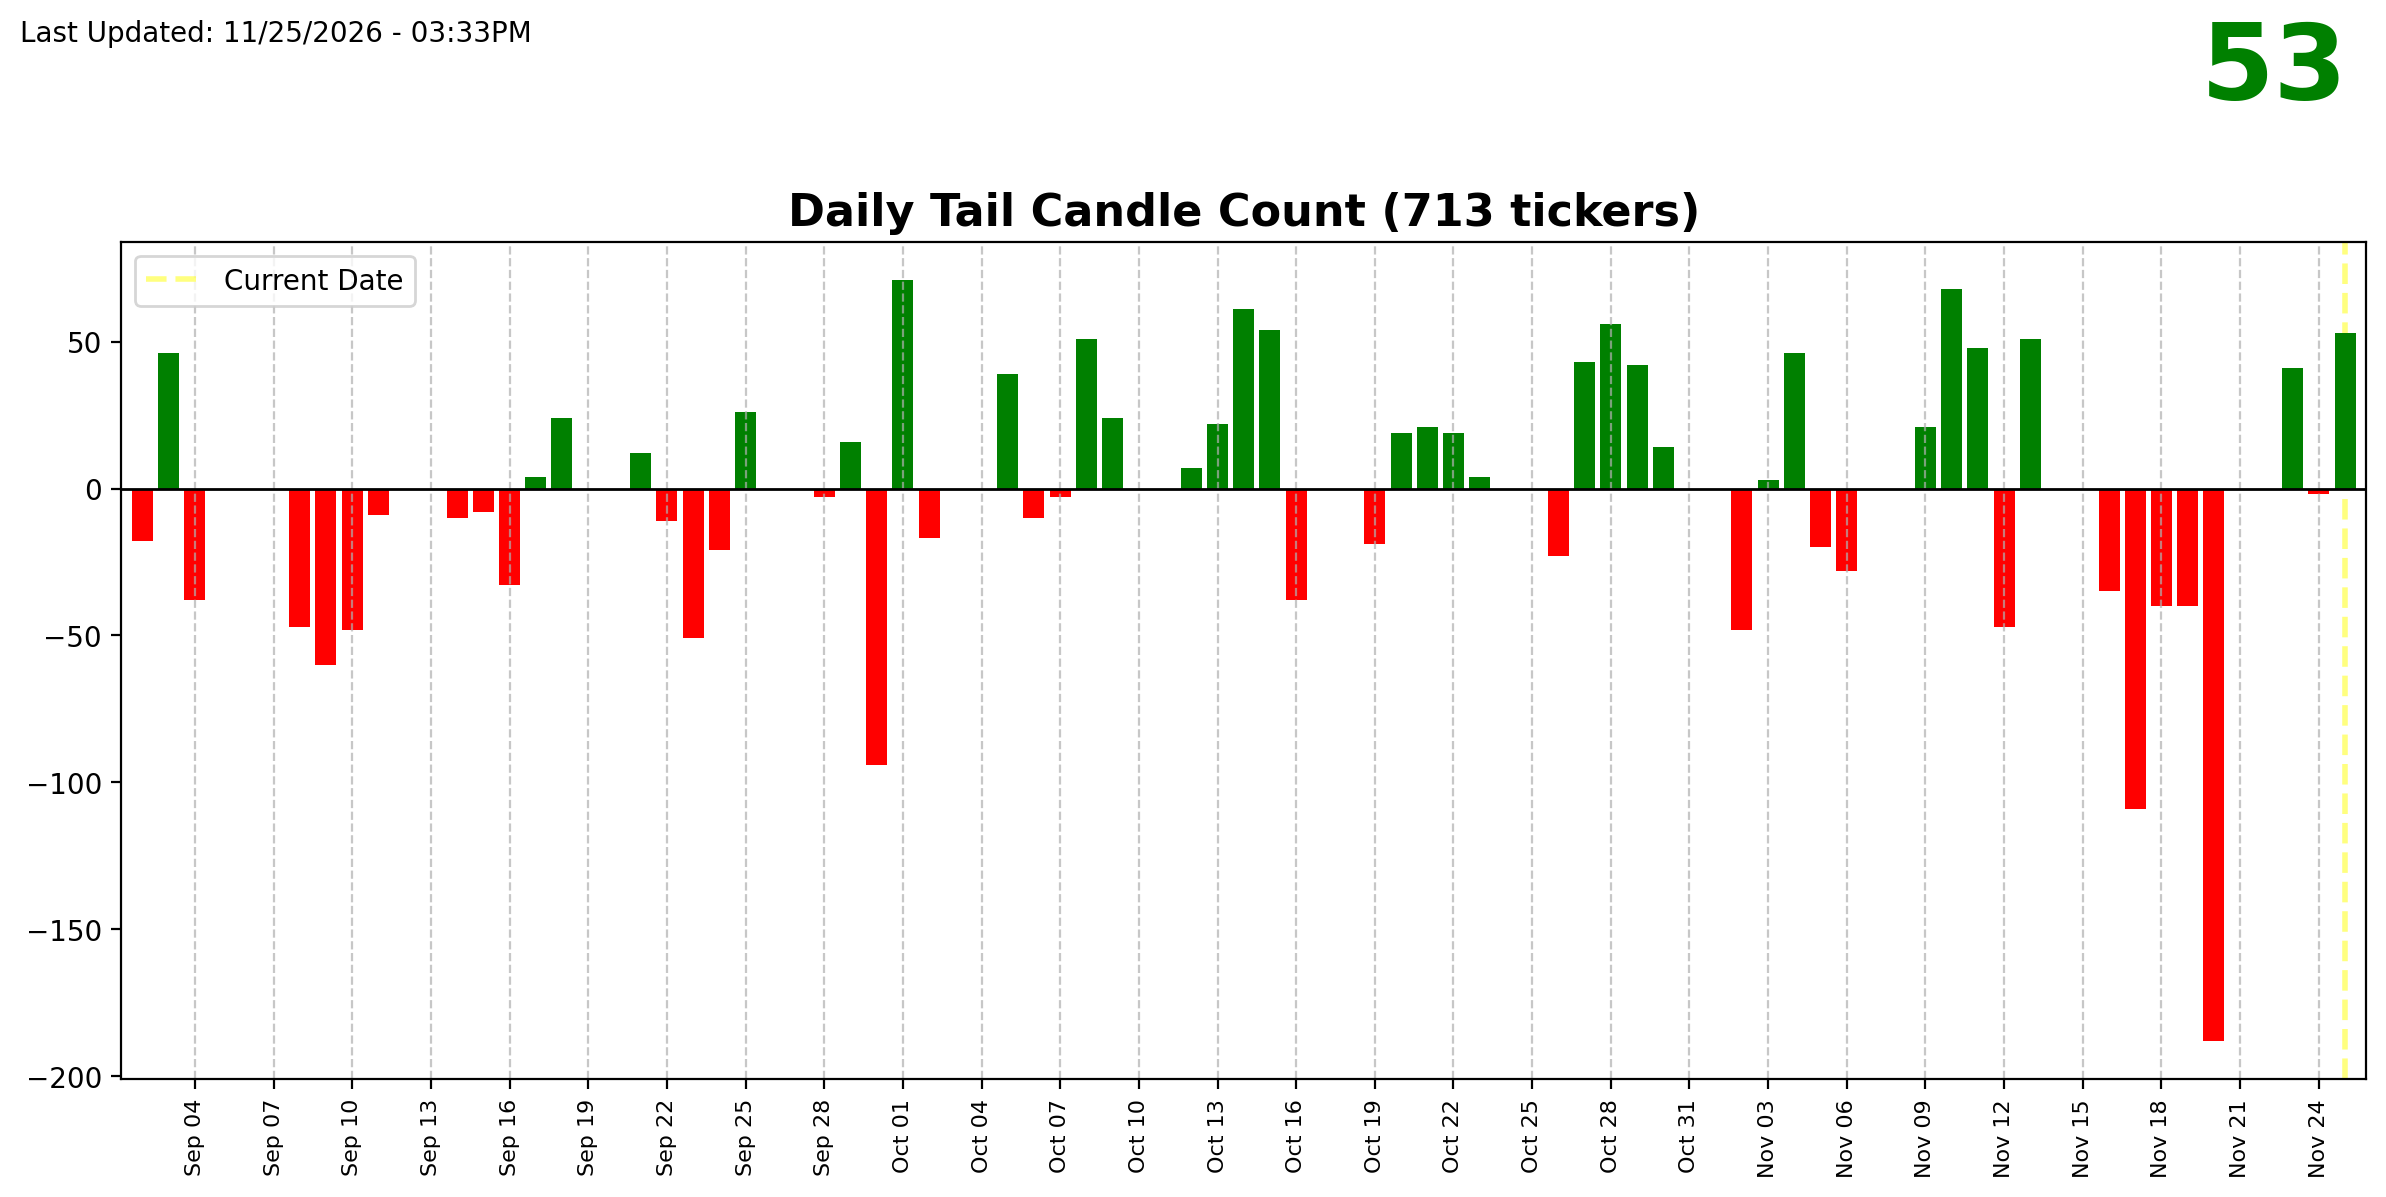 Last Updated: 11/25/2026 - 03:33PM
53
Daily Tail Candle Count (713 tickers)
Current Date
50
0
−50
−100
−150
−200
Sep 04
Sep 07
Sep 10
Sep 13
Sep 16
Sep 19
Sep 22
Sep 25
Sep 28
Oct 01
Oct 04
Oct 07
Oct 10
Oct 13
Oct 16
Oct 19
Oct 22
Oct 25
Oct 28
Oct 31
Nov 03
Nov 06
Nov 09
Nov 12
Nov 15
Nov 18
Nov 21
Nov 24